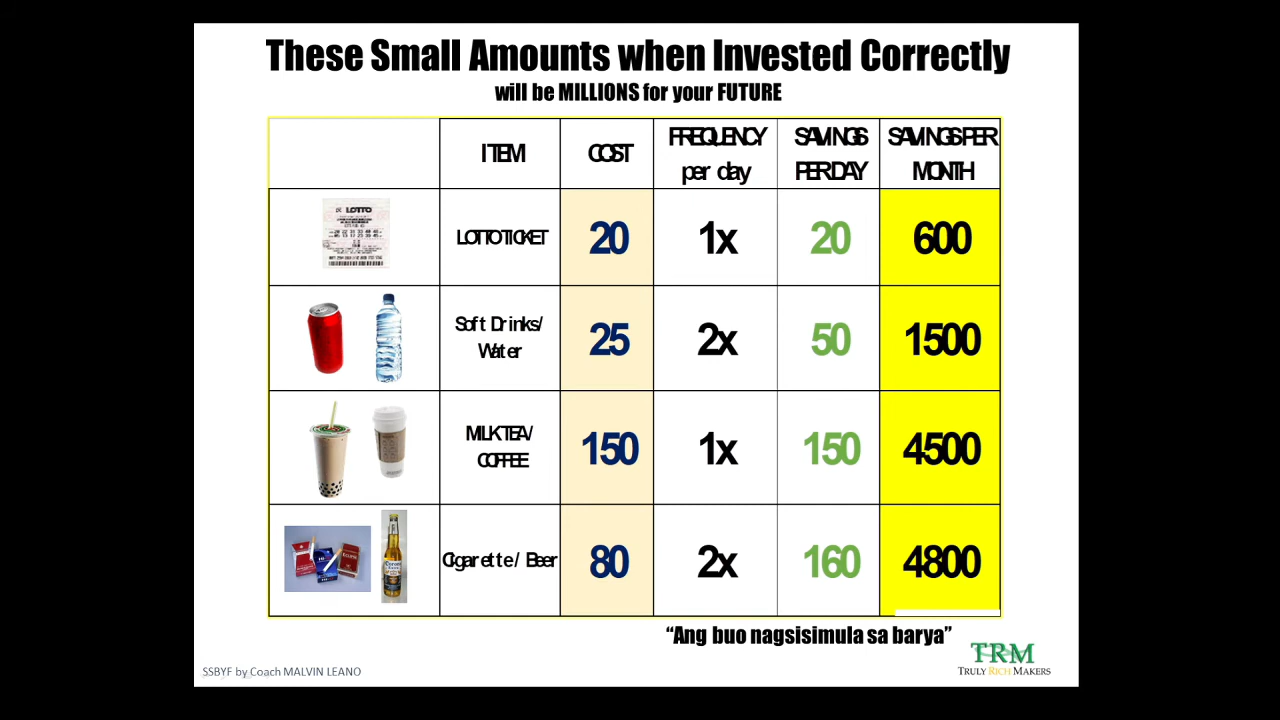 These Small Amounts when Invested Correctly
will be MILLIONS for your FUTURE
ITEM COST FREQUENCY per day SAVINGS PER DAY SAVINGS PER MONTH
LOTTO
LOTTO TICKET 20 1x 20 600
Soft Drinks/ Water 25 2x 50 1500
MILK TEA/ COFFEE 150 1x 150 4500
Cigarette / Beer 80 2x 160 4800
“Ang buo nagsisimula sa barya”
TRM
TRULY RICH MAKERS
SSBYF by Coach MALVIN LEANO